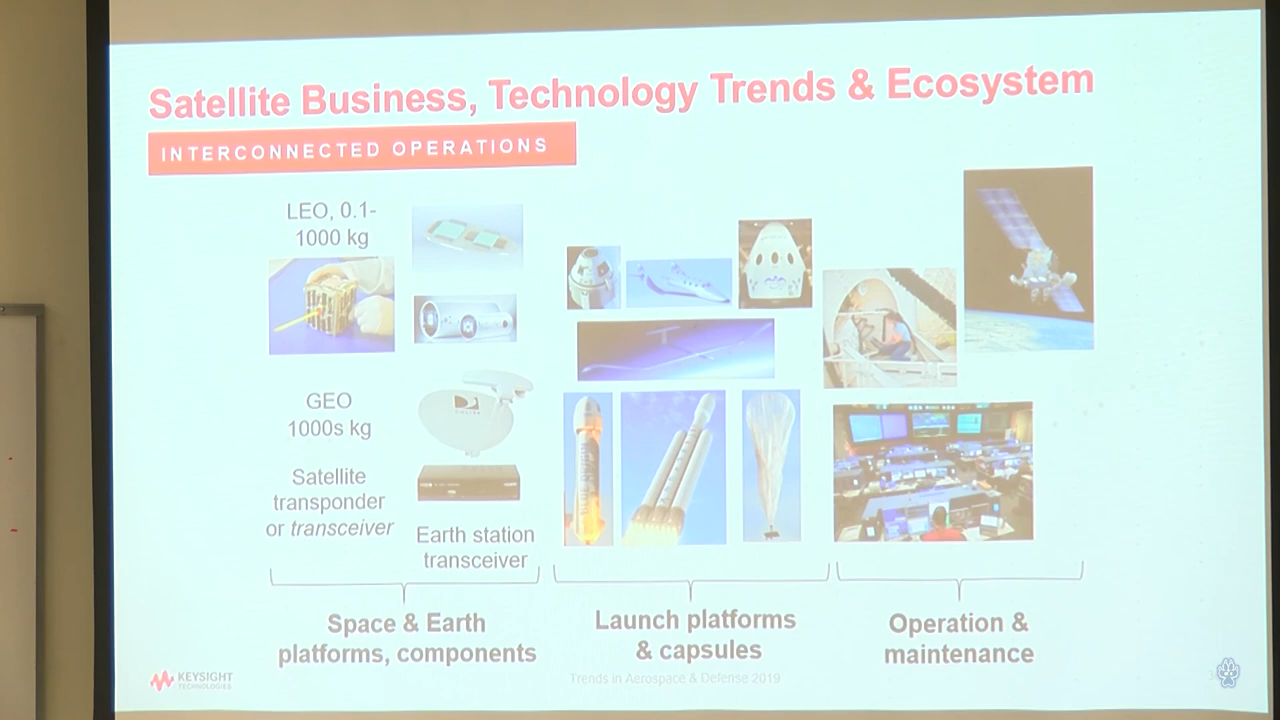 Satellite Business, Technology Trends & Ecosystem
INTERCONNECTED OPERATIONS
LEO, 0.1-
1000 kg
GEO
1000s kg
Satellite
transponder
or transceiver
Earth station
transceiver
Space & Earth
platforms, components
Launch platforms
& capsules
Operation &
maintenance
KEYSIGHT
TECHNOLOGIES
Trends in Aerospace & Defense 2019